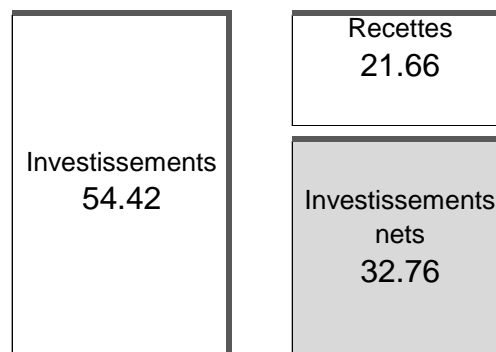 Investissements
54.42
Recettes
21.66
Investissements
nets
32.76